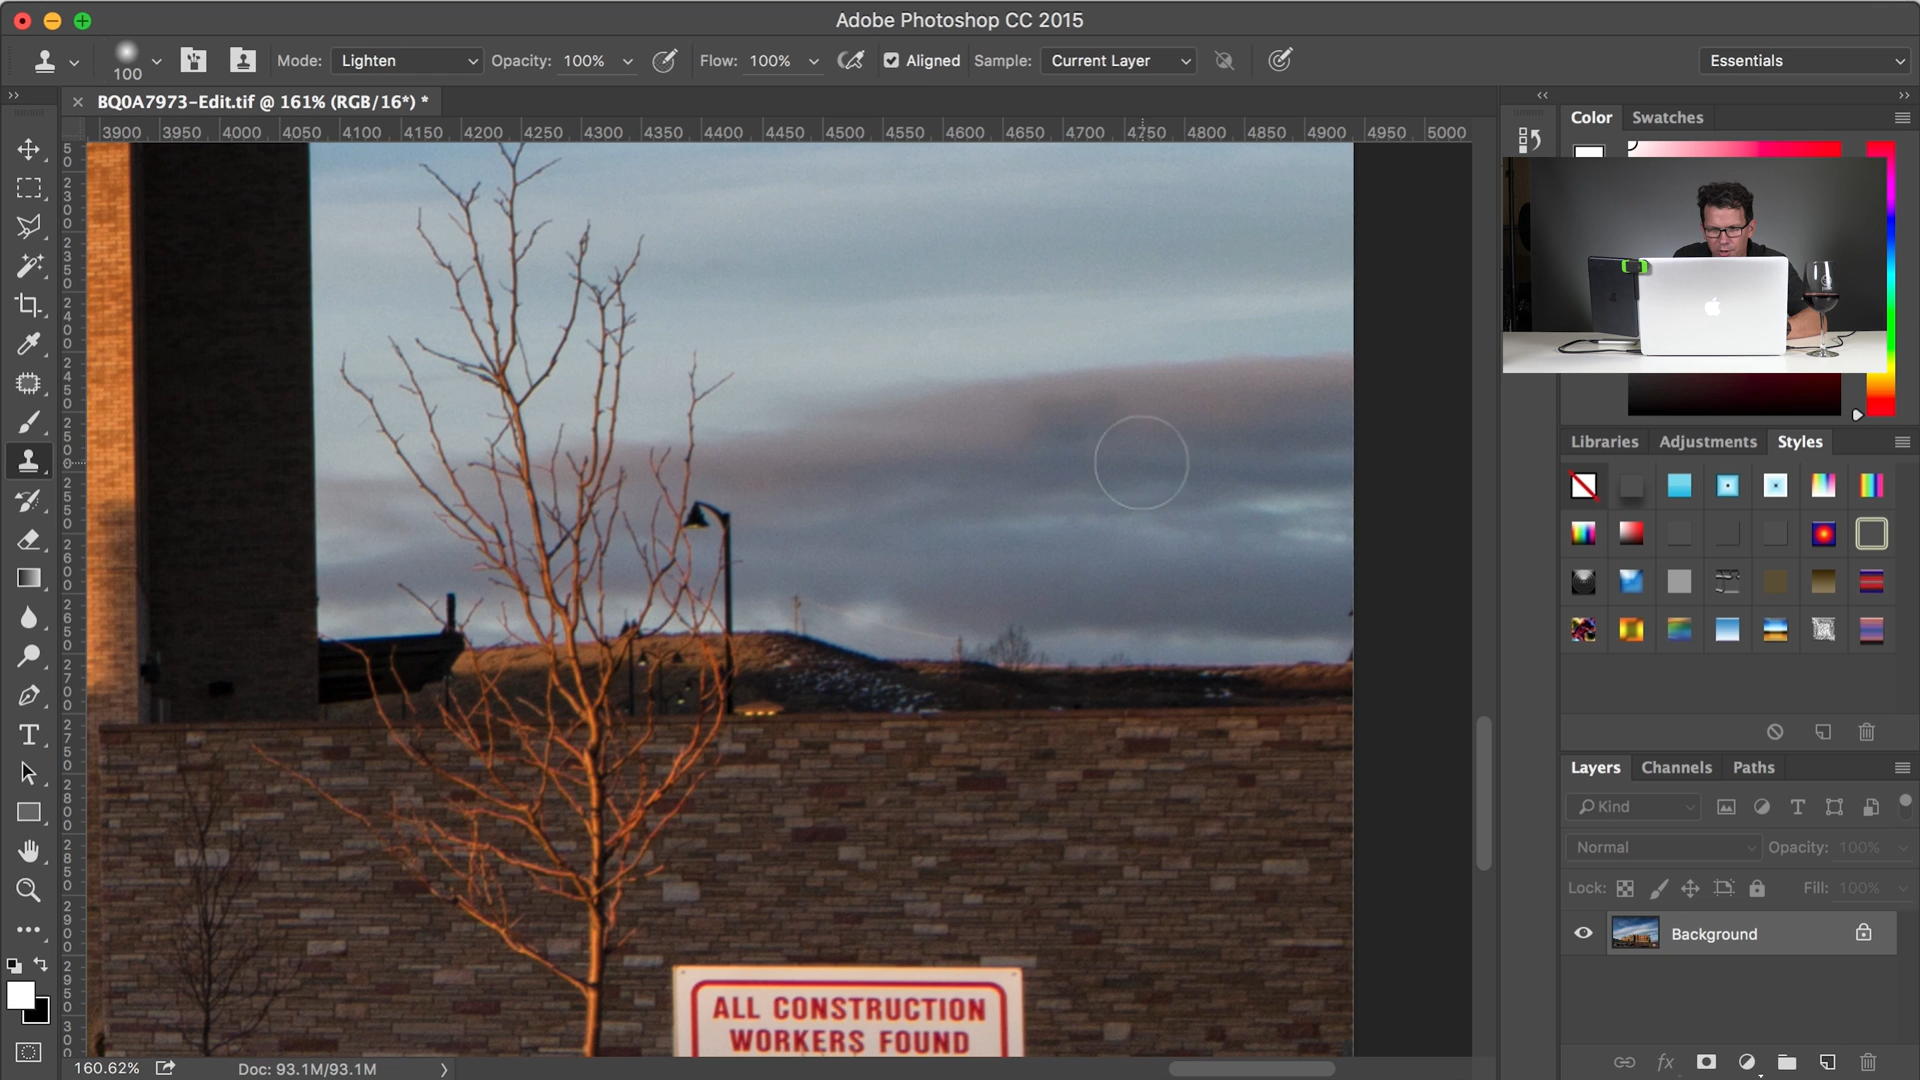 Adobe Photoshop CC 2015
100 Mode: Lighten Opacity: 100% Flow: 100% Aligned Sample: Current Layer Essentials
BQ0A7973-Edit.tif @ 161% (RGB/16*) *
3900 3950 4000 4050 4100 4150 4200 4250 4300 4350 4400 4450 4500 4550 4600 4650 4700 4750 4800 4850 4900 4950 5000
Color Swatches
Libraries Adjustments Styles
Layers Channels Paths
Kind
Normal Opacity: 100%
Lock: Fill: 100%
Background
fx
ALL CONSTRUCTION
WORKERS FOUND
160.62% Doc: 93.1M/93.1M